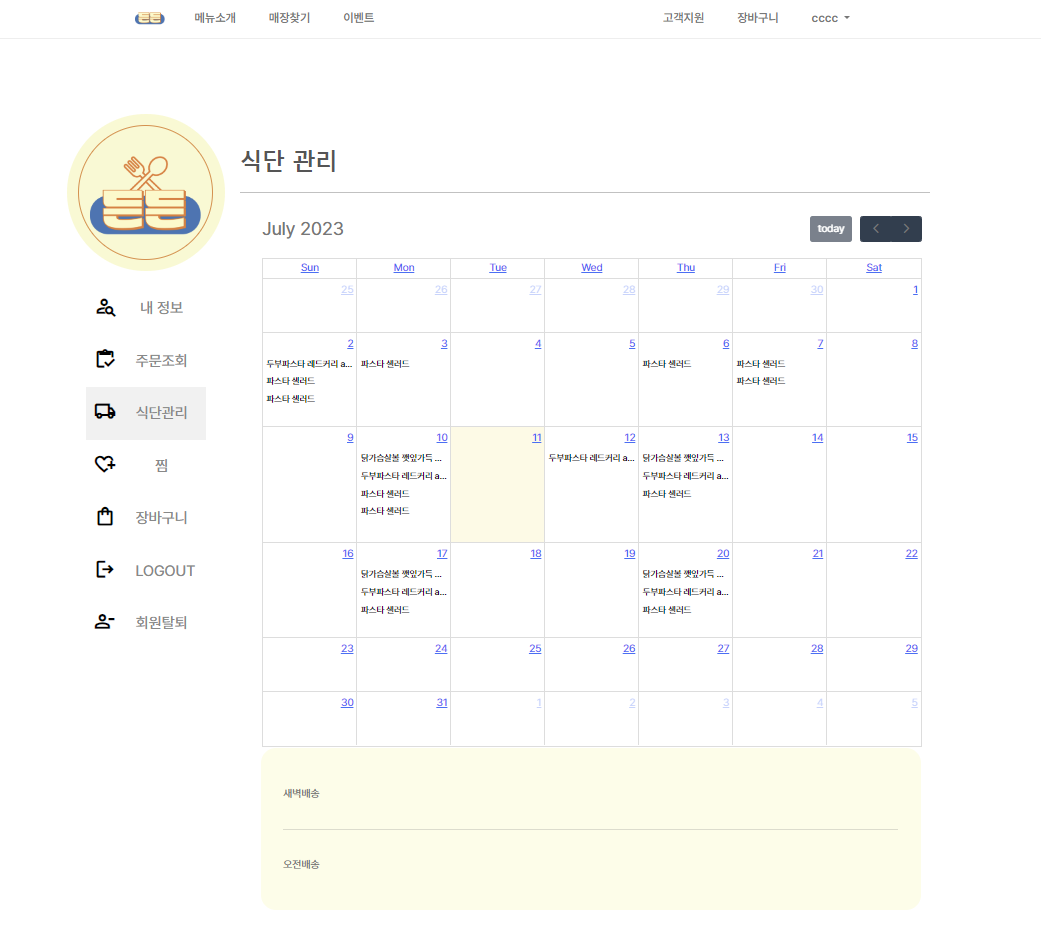 메뉴소개 매장찾기 이벤트 고객지원 장바구니 cccc
식단 관리
July 2023 today
Sun Mon Tue Wed Thu Fri Sat
25 26 27 28 29 30 1
2 3 4 5 6 7 8
두부파스타 레드커리 a... 파스타 샐러드 파스타 샐러드 파스타 샐러드
파스타 샐러드 파스타 샐러드
파스타 샐러드
9 10 11 12 13 14 15
닭가슴살볼 깻잎가득 ... 두부파스타 레드커리 a... 닭가슴살볼 깻잎가득 ...
두부파스타 레드커리 a... 두부파스타 레드커리 a...
파스타 샐러드 파스타 샐러드
파스타 샐러드
16 17 18 19 20 21 22
닭가슴살볼 깻잎가득 ... 닭가슴살볼 깻잎가득 ...
두부파스타 레드커리 a... 두부파스타 레드커리 a...
파스타 샐러드 파스타 샐러드
23 24 25 26 27 28 29
30 31 1 2 3 4 5
내 정보
주문조회
식단관리
찜
장바구니
LOGOUT
회원탈퇴
새벽배송
오전배송